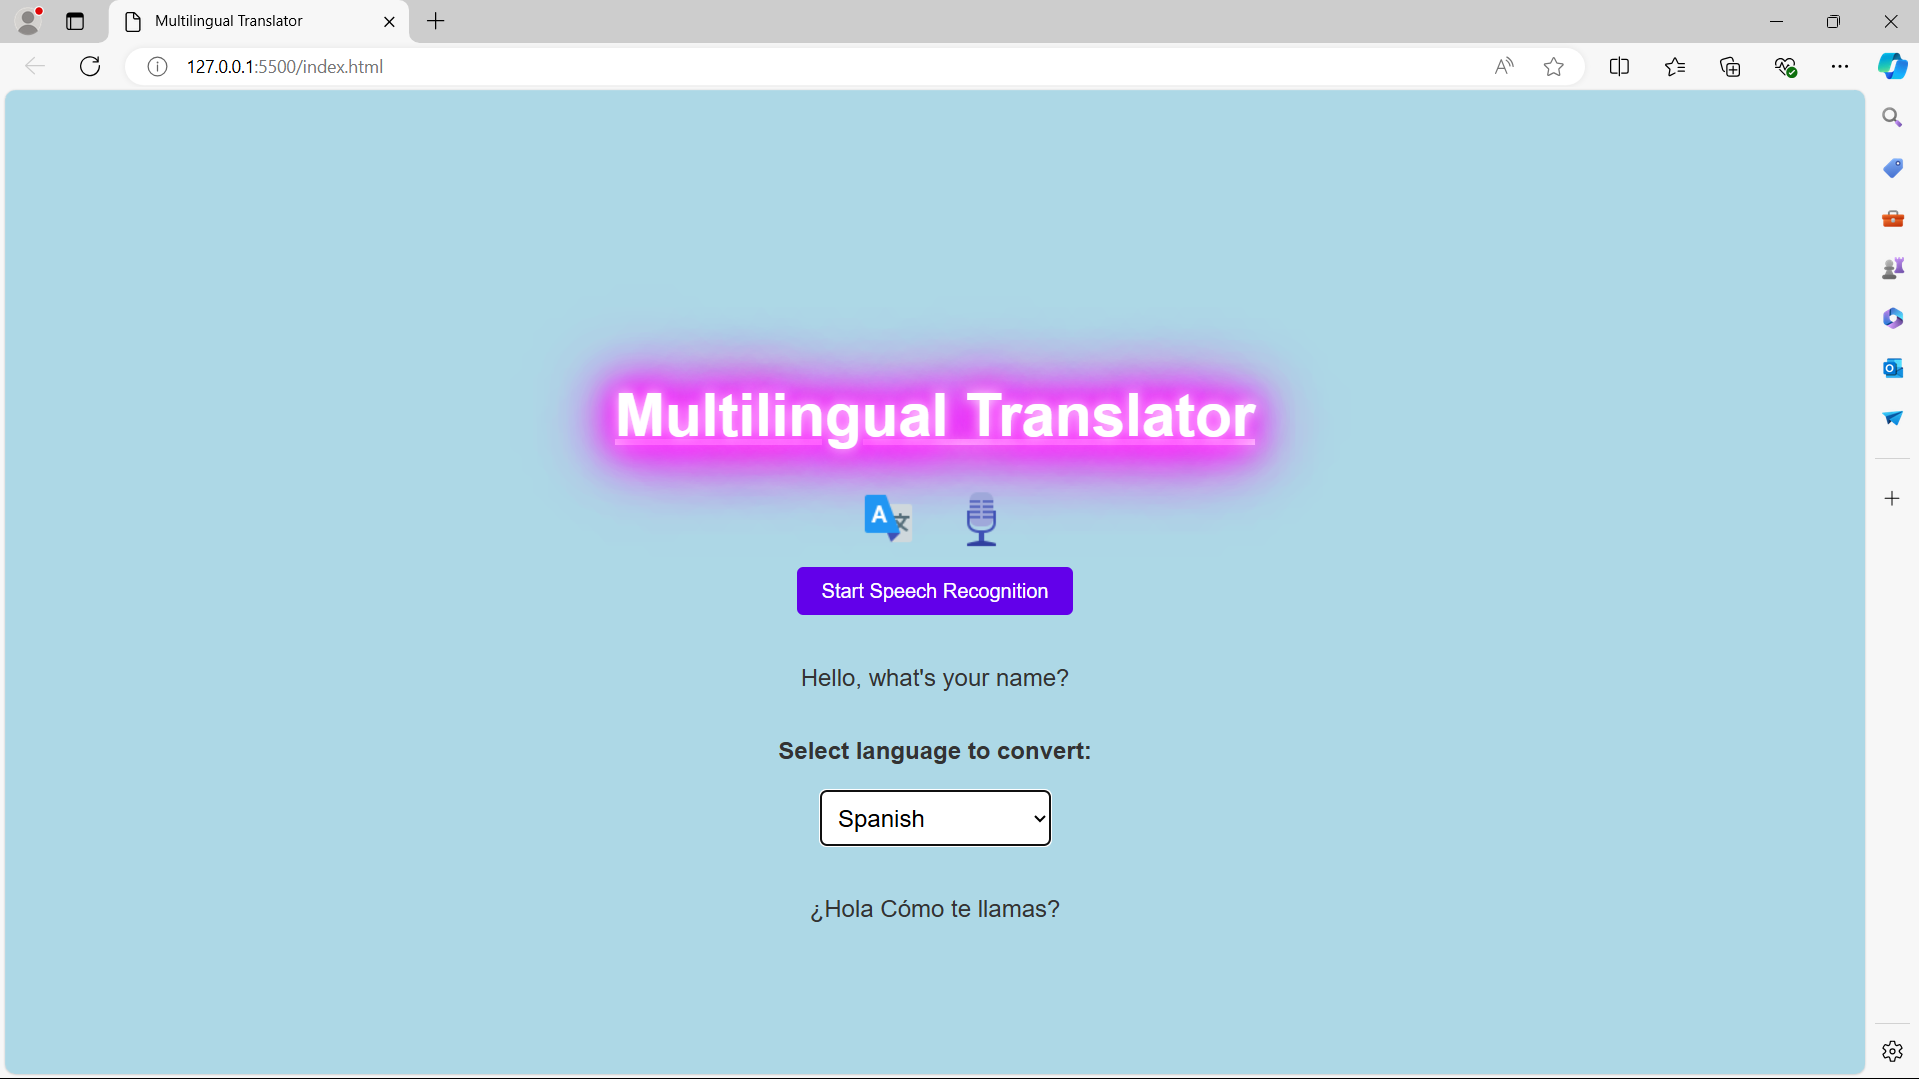 Multilingual Translator
127.0.0.1:5500/index.html
Multilingual Translator
Start Speech Recognition
Hello, what's your name?
Select language to convert:
Spanish
¿Hola Cómo te llamas?